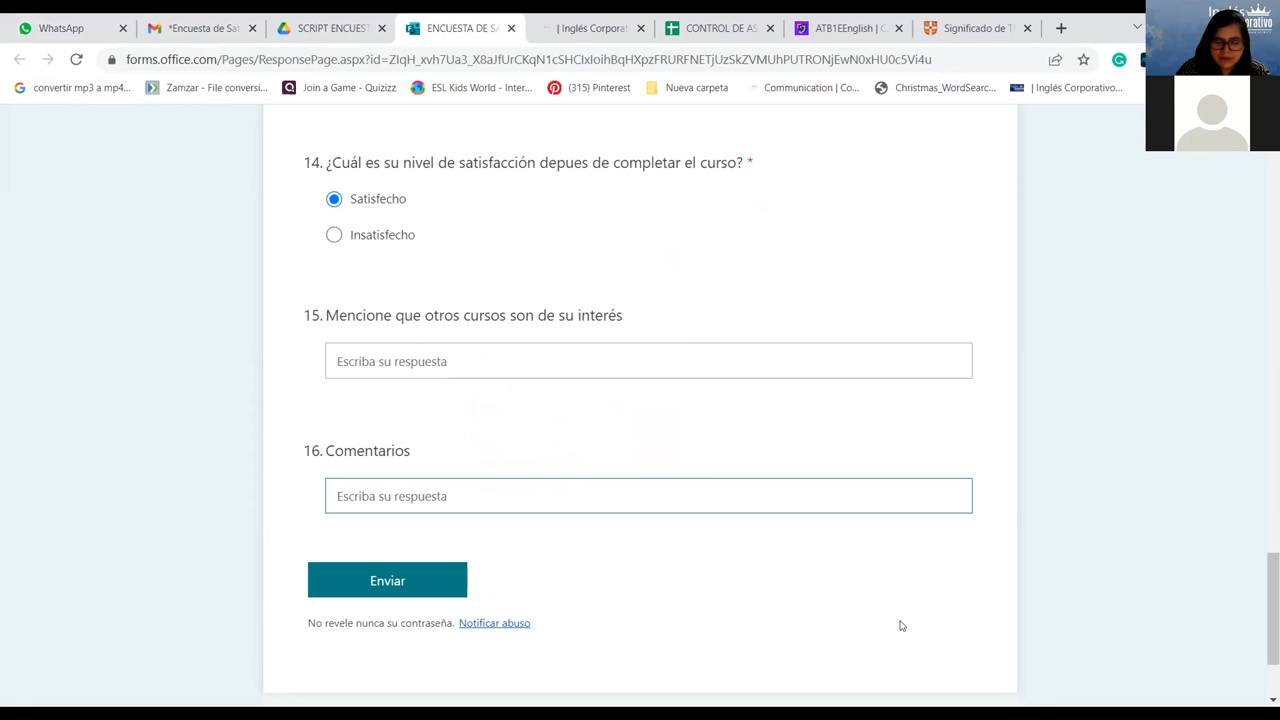 WhatsApp
*Encuesta de Sat
SCRIPT ENCUEST
ENCUESTA DE SA
| Inglés Corporati
CONTROL DE AS
ATB1EEnglish | C
Significado de T
forms.office.com/Pages/ResponsePage.aspx?id=
convertir mp3 a mp4...
Zamzar - File conversi...
Join a Game - Quizizz
ESL Kids World - Inter...
(315) Pinterest
Nueva carpeta
Communication | Co...
Christmas_WordSearc...
| Inglés Corporativo...
Inglés
Corporativo
14. ¿Cuál es su nivel de satisfacción depues de completar el curso? *
Satisfecho
Insatisfecho
15. Mencione que otros cursos son de su interés
Escriba su respuesta
16. Comentarios
Escriba su respuesta
Enviar
No revele nunca su contraseña. Notificar abuso